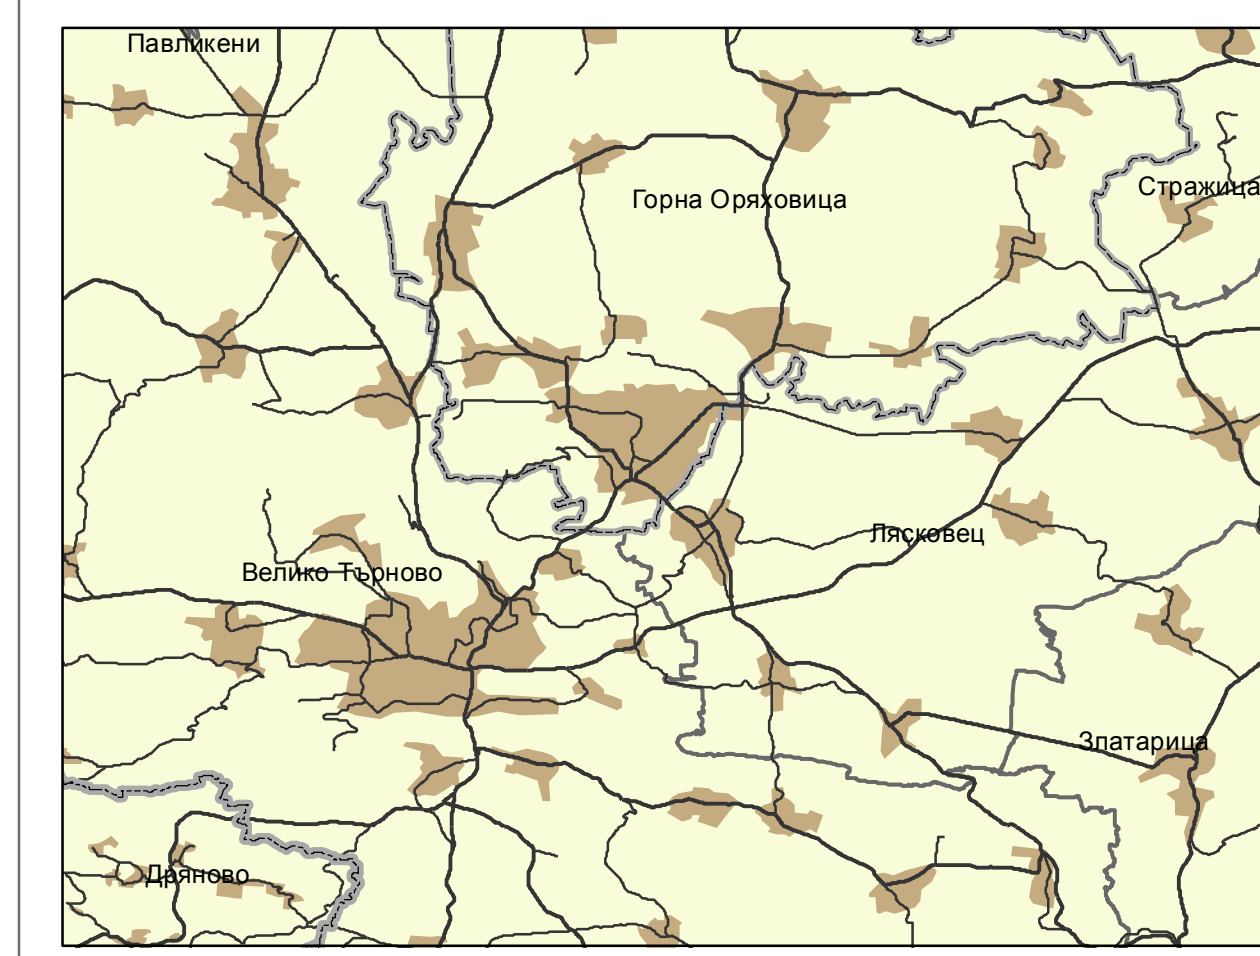 Павликени
Стражица
Горна Оряховица
Лясковец
Велико Търново
Златарица
Дряново